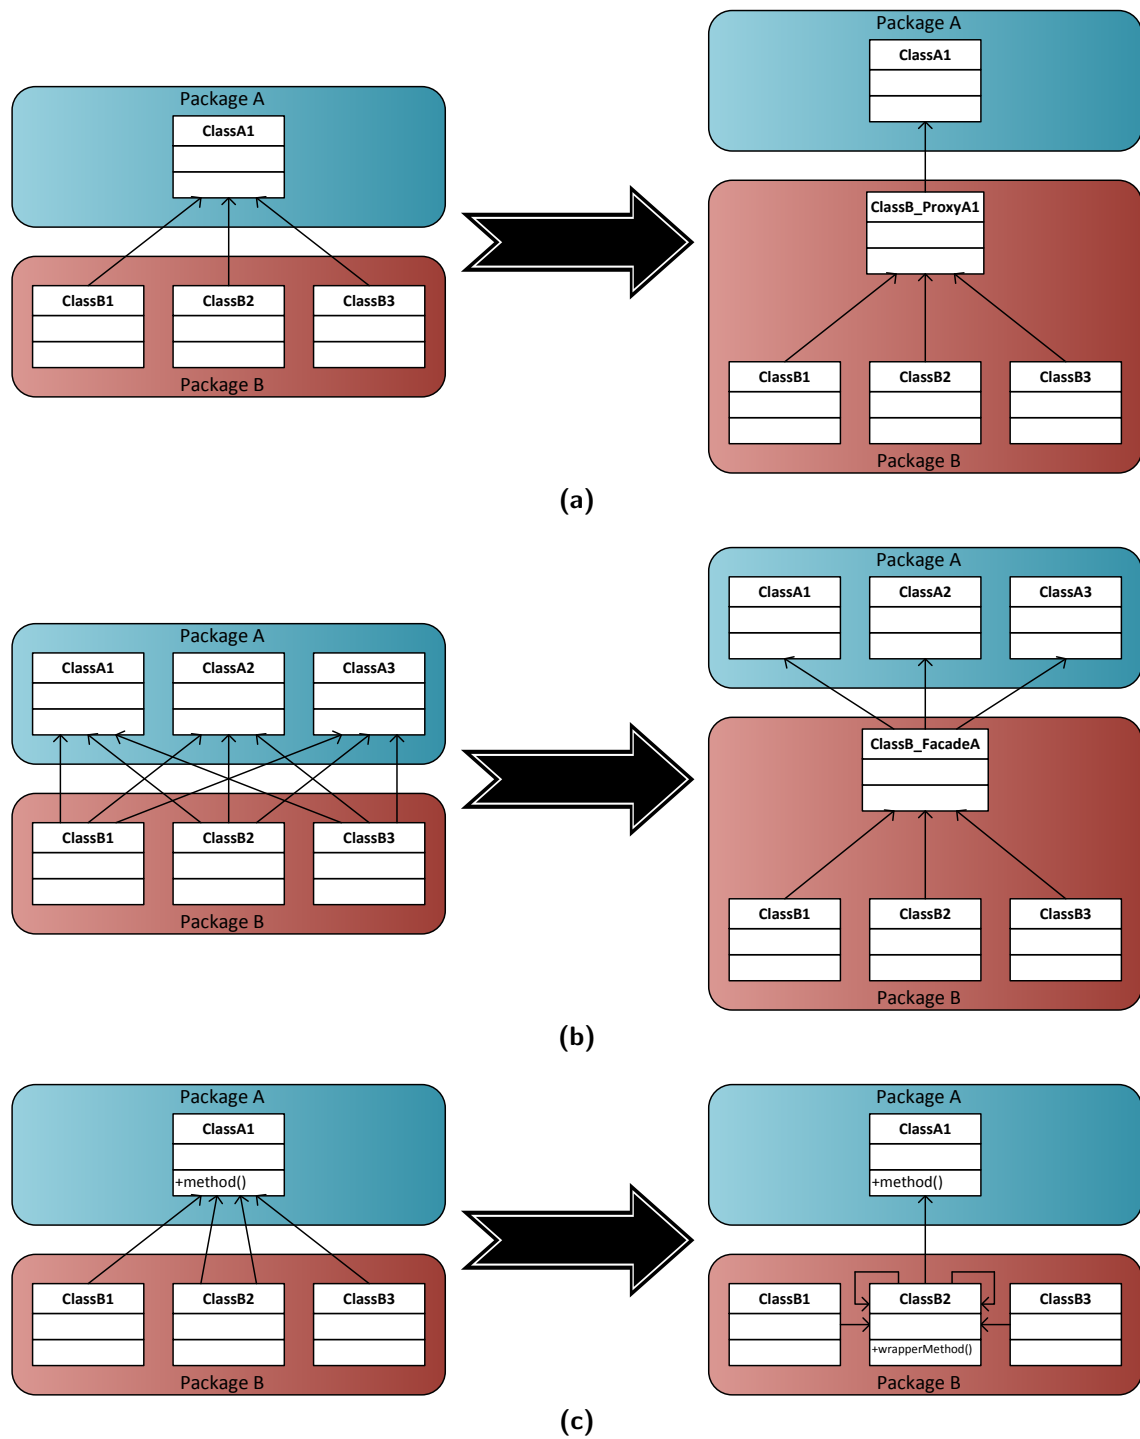 Package A
ClassA1
ClassB1 ClassB2 ClassB3
Package B
Package A
ClassA1
ClassB_ProxyA1
ClassB1 ClassB2 ClassB3
Package B
(a)
Package A
ClassA1 ClassA2 ClassA3
ClassB1 ClassB2 ClassB3
Package B
Package A
ClassA1 ClassA2 ClassA3
ClassB_FacadeA
ClassB1 ClassB2 ClassB3
Package B
(b)
Package A
ClassA1
+method()
ClassB1 ClassB2 ClassB3
Package B
Package A
ClassA1
+method()
ClassB1 ClassB2 ClassB3
+wrapperMethod()
Package B
(c)